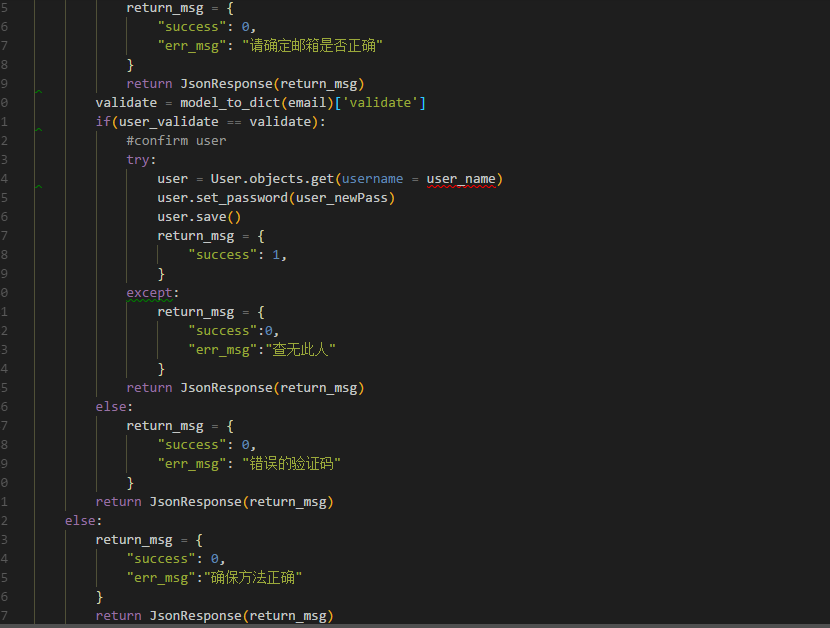 5 return_msg = {
6 "success": 0,
7 "err_msg": "请确定邮箱是否正确"
8 }
9 return JsonResponse(return_msg)
0 validate = model_to_dict(email)['validate']
1 if(user_validate == validate):
2 #confirm user
3 try:
4 user = User.objects.get(username = user_name)
5 user.set_password(user_newPass)
6 user.save()
7 return_msg = {
8 "success": 1,
9 }
0 except:
1 return_msg = {
2 "success":0,
3 "err_msg":"查无此人"
4 }
5 return JsonResponse(return_msg)
6 else:
7 return_msg = {
8 "success": 0,
9 "err_msg": "错误的验证码"
0 }
1 return JsonResponse(return_msg)
2 else:
3 return_msg = {
4 "success": 0,
5 "err_msg":"确保方法正确"
6 }
7 return JsonResponse(return_msg)